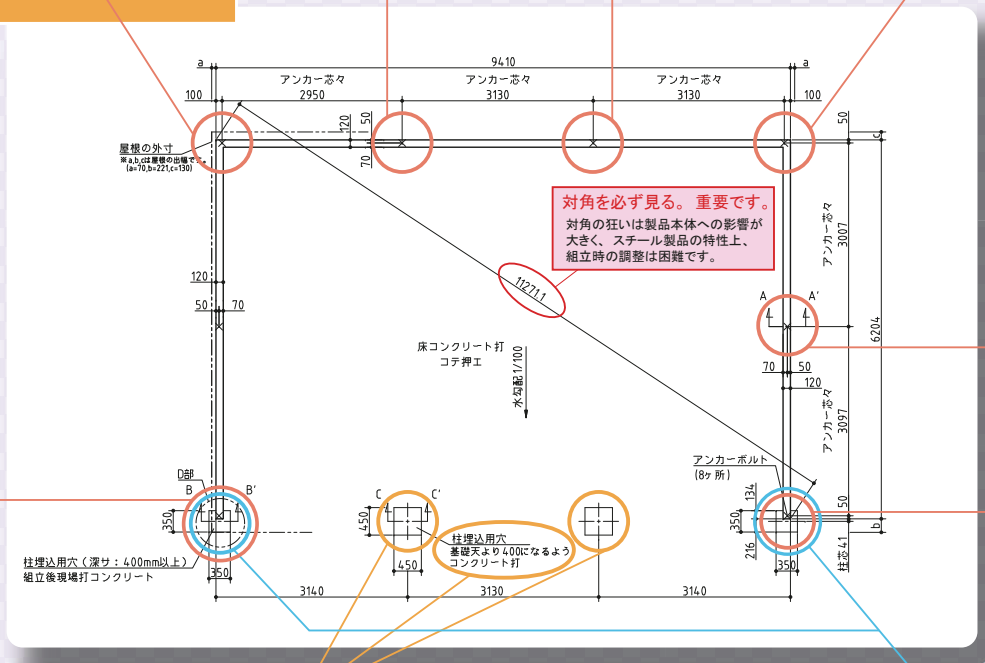 a
9410
a
アンカー芯々
アンカー芯々
アンカー芯々
100
2950
3130
3130
100
50
120
70
50
c
屋根の外寸
※a,b,cは屋根の出幅です。
(a=70,b=221,c=130)
対角を必ず見る。重要です。
対角の狂いは製品本体への影響が
大きく、スチール製品の特性上、
組立時の調整は困難です。
アンカー芯々
3007
120
50
70
11271.1
A
A'
6204
床コンクリート打
コテ押エ
水勾配1/100
70
50
120
アンカー芯々
3097
アンカーボルト
(8ヶ所)
D部
B
B'
C
C'
350
450
134
350
50
b
柱埋込用穴
基礎天より400になるよう
コンクリート打
216
柱芯41
柱埋込用穴(深サ:400mm以上)
組立後現場打コンクリート
350
450
350
3140
3130
3140